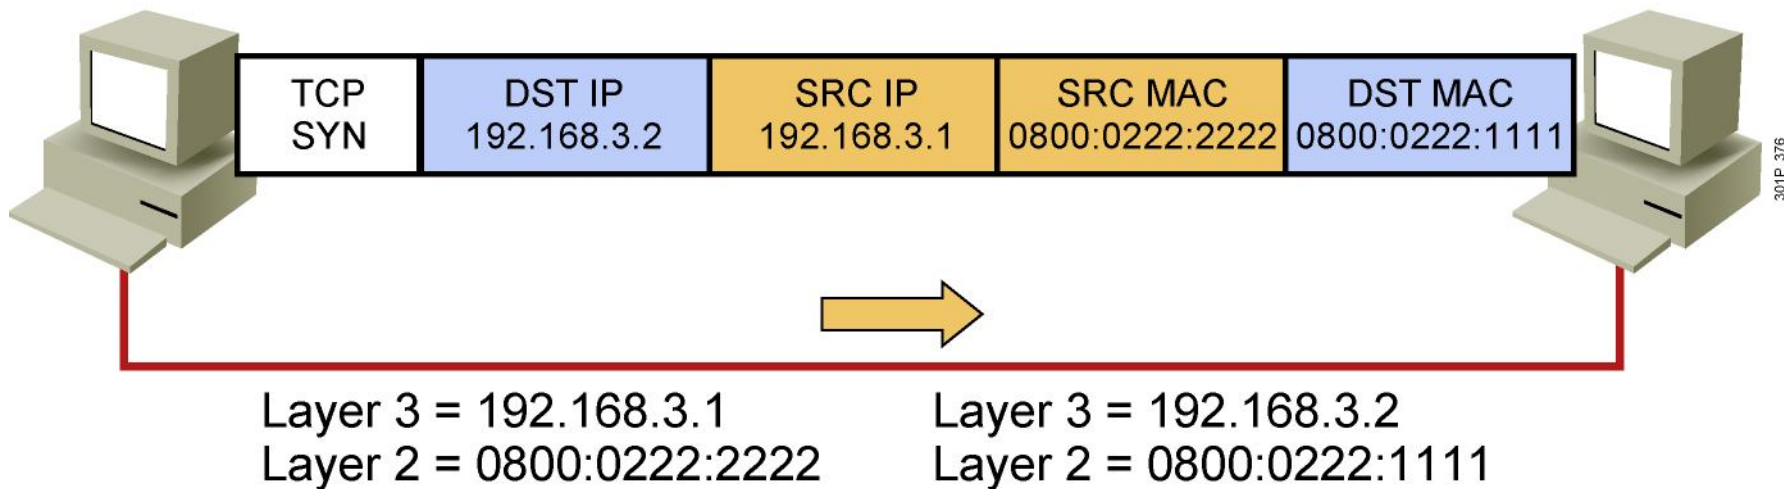 TCP
SYN
DST IP
192.168.3.2
SRC IP
192.168.3.1
SRC MAC
0800:0222:2222
DST MAC
0800:0222:1111
301P_376
Layer 3 = 192.168.3.1
Layer 2 = 0800:0222:2222
Layer 3 = 192.168.3.2
Layer 2 = 0800:0222:1111